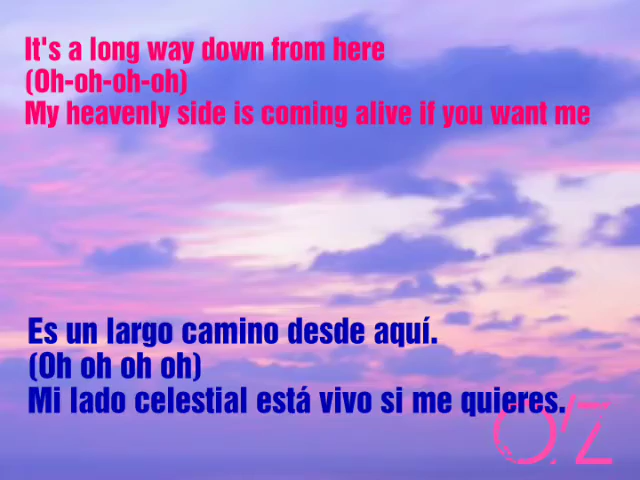 It's a long way down from here
(Oh-oh-oh-oh)
My heavenly side is coming alive if you want me
Es un largo camino desde aquí.
(Oh oh oh oh)
Mi lado celestial está vivo si me quieres.
O!Z